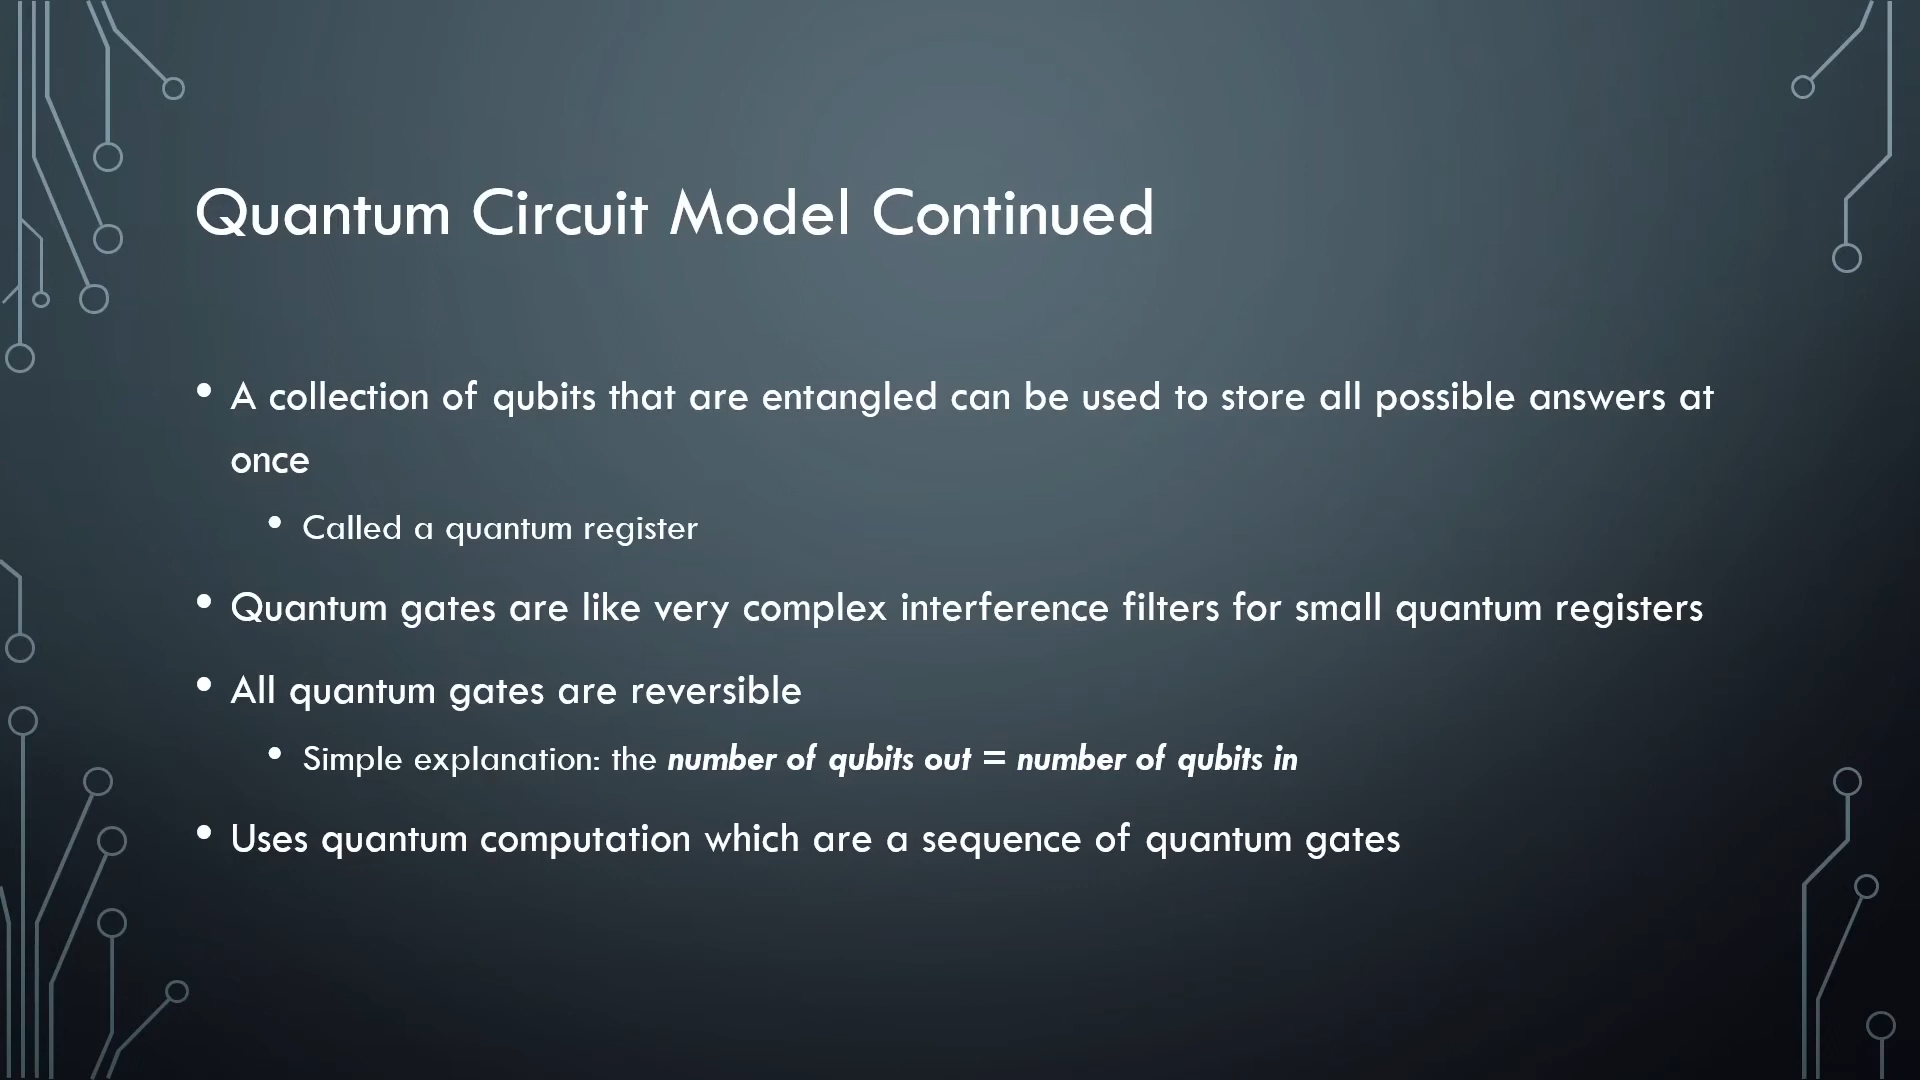 Quantum Circuit Model Continued
• A collection of qubits that are entangled can be used to store all possible answers at
once
• Called a quantum register
• Quantum gates are like very complex interference filters for small quantum registers
• All quantum gates are reversible
• Simple explanation: the number of qubits out = number of qubits in
• Uses quantum computation which are a sequence of quantum gates